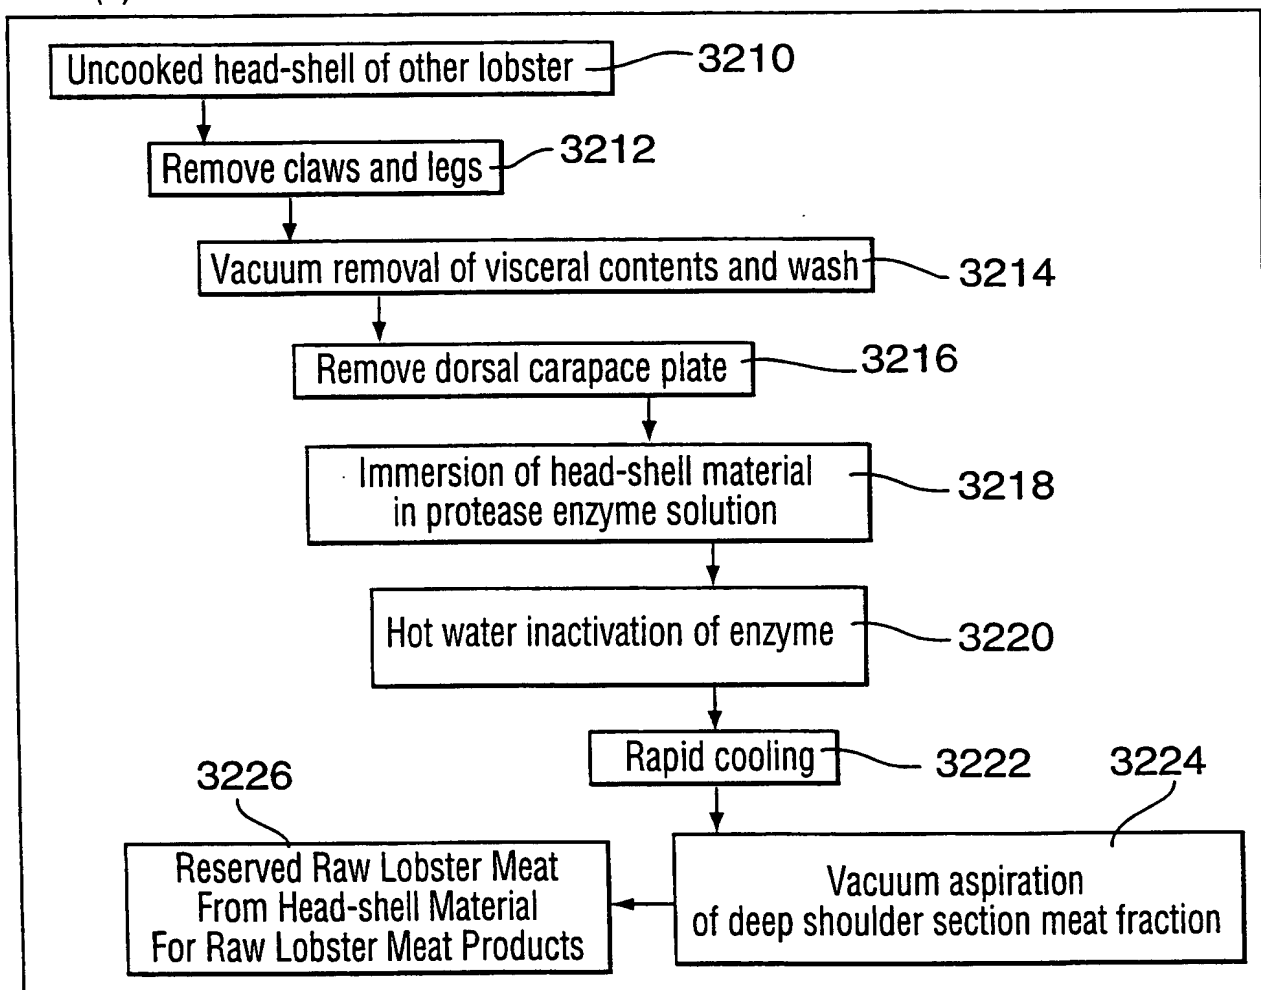 Uncooked head-shell of other lobster 3210
Remove claws and legs 3212
Vacuum removal of visceral contents and wash 3214
Remove dorsal carapace plate 3216
Immersion of head-shell material
in protease enzyme solution 3218
Hot water inactivation of enzyme 3220
Rapid cooling 3222
3224
Vacuum aspiration
of deep shoulder section meat fraction
3226
Reserved Raw Lobster Meat
From Head-shell Material
For Raw Lobster Meat Products